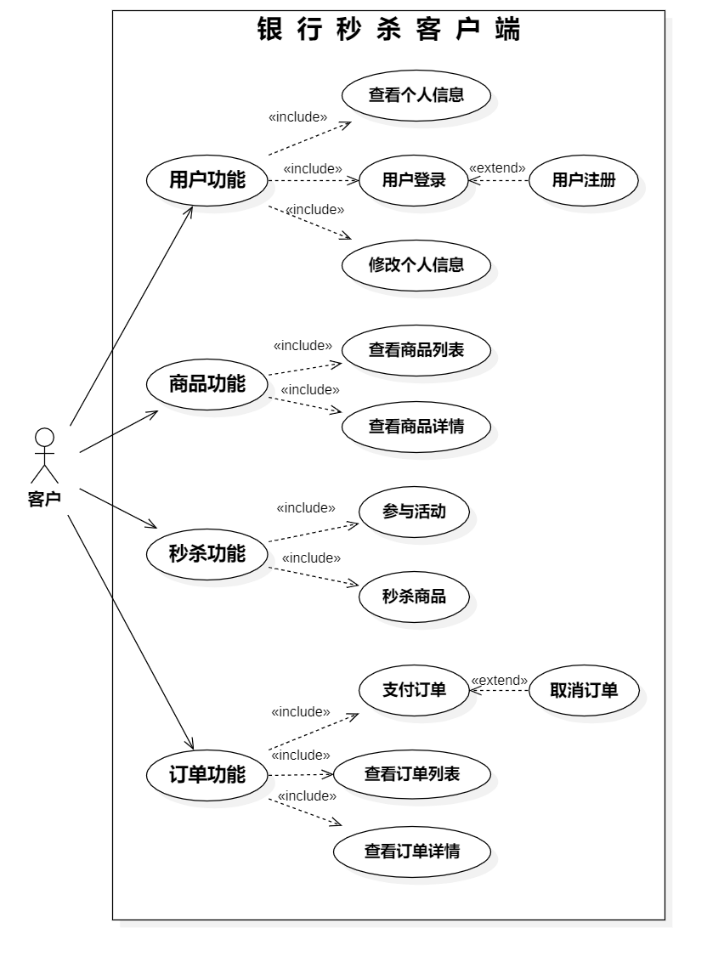 银行秒杀客户端
查看个人信息
«include»
用户功能
«include»
用户登录
«extend»
用户注册
«include»
修改个人信息
«include»
查看商品列表
商品功能
«include»
查看商品详情
客户
«include»
参与活动
秒杀功能
«include»
秒杀商品
支付订单
«extend»
取消订单
«include»
订单功能
«include»
查看订单列表
«include»
查看订单详情